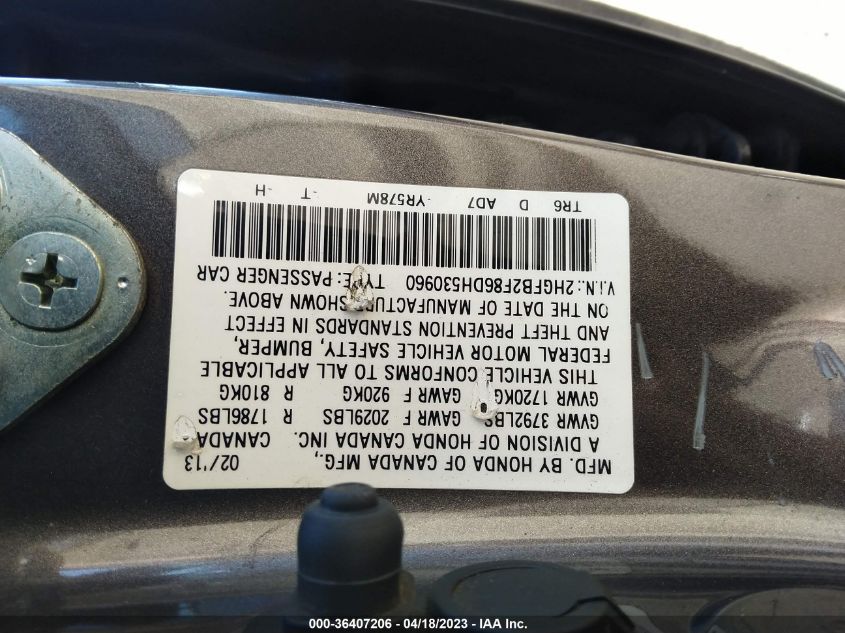 MFD. BY HONDA OF CANADA MFG., 02/'13
A DIVISION OF HONDA CANADA INC. CANADA
GVWR 3792LBS GAWR F 2029LBS R 1786LBS
GVWR 1720KG GAWR F 920KG R 810KG
THIS VEHICLE CONFORMS TO ALL APPLICABLE
FEDERAL MOTOR VEHICLE SAFETY, BUMPER,
AND THEFT PREVENTION STANDARDS IN EFFECT
ON THE DATE OF MANUFACTURE SHOWN ABOVE.
V.I.N.: 2HGFB2F86DH530960 TYPE: PASSENGER CAR
TR6 D AD7 -YR578M -T -H
000-36407206 - 04/18/2023 - IAA Inc.